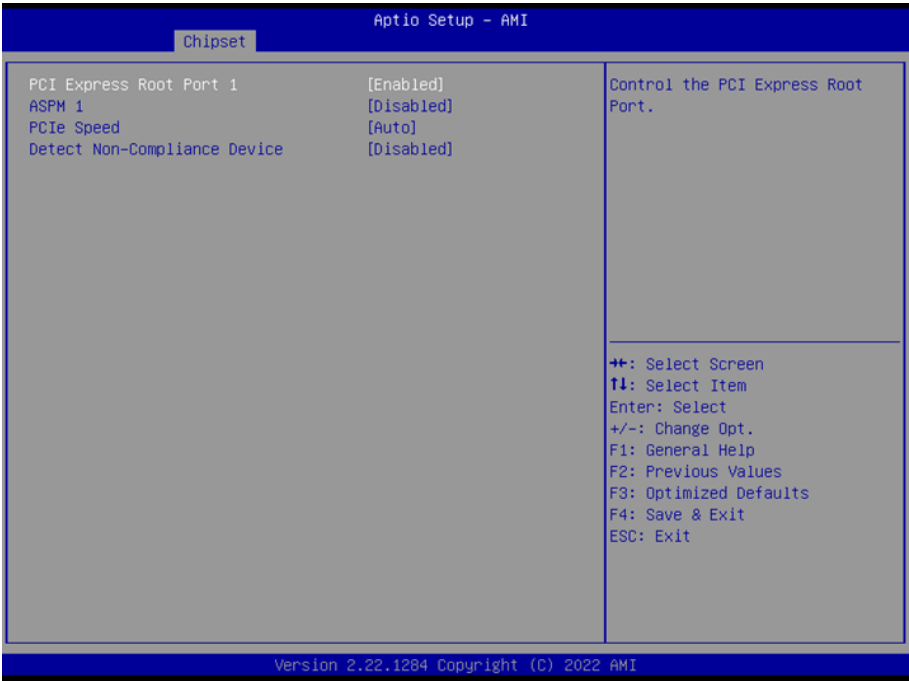 Aptio Setup – AMI
Chipset
PCI Express Root Port 1 [Enabled]
ASPM 1 [Disabled]
PCIe Speed [Auto]
Detect Non-Compliance Device [Disabled]
Control the PCI Express Root
Port.
→←: Select Screen
↑↓: Select Item
Enter: Select
+/-: Change Opt.
F1: General Help
F2: Previous Values
F3: Optimized Defaults
F4: Save & Exit
ESC: Exit
Version 2.22.1284 Copyright (C) 2022 AMI